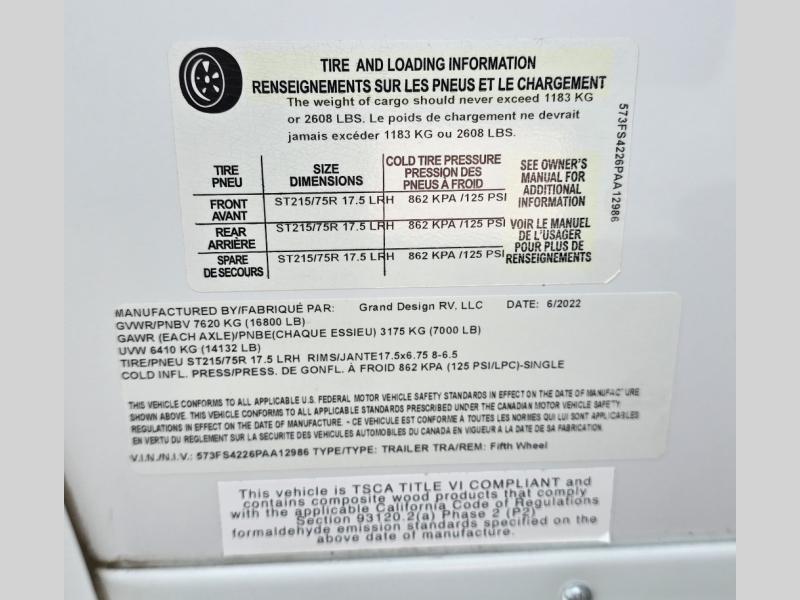 TIRE AND LOADING INFORMATION
RENSEIGNEMENTS SUR LES PNEUS ET LE CHARGEMENT
The weight of cargo should never exceed 1183 KG
or 2608 LBS. Le poids de chargement ne devrait
jamais excéder 1183 KG ou 2608 LBS.
TIRE PNEU SIZE DIMENSIONS COLD TIRE PRESSURE PRESSION DES PNEUS À FROID
FRONT AVANT ST215/75R 17.5 LRH 862 KPA /125 PSI
REAR ARRIÈRE ST215/75R 17.5 LRH 862 KPA /125 PSI
SPARE DE SECOURS ST215/75R 17.5 LRH 862 KPA /125 PSI
SEE OWNER'S
MANUAL FOR
ADDITIONAL
INFORMATION
VOIR LE MANUEL
DE L'USAGER
POUR PLUS DE
RENSEIGNEMENTS
573FS4226PAA12986
MANUFACTURED BY/FABRIQUÉ PAR: Grand Design RV, LLC DATE: 6/2022
GVWR/PNBV 7620 KG (16800 LB)
GAWR (EACH AXLE)/PNBE(CHAQUE ESSIEU) 3175 KG (7000 LB)
UVW 6410 KG (14132 LB)
TIRE/PNEU ST215/75R 17.5 LRH RIMS/JANTE17.5x6.75 8-6.5
COLD INFL. PRESS/PRESS. DE GONFL. À FROID 862 KPA (125 PSI/LPC)-SINGLE
THIS VEHICLE CONFORMS TO ALL APPLICABLE U.S. FEDERAL MOTOR VEHICLE SAFETY STANDARDS IN EFFECT ON THE DATE OF MANUFACTURE
SHOWN ABOVE. THIS VEHICLE CONFORMS TO ALL APPLICABLE STANDARDS PRESCRIBED UNDER THE CANADIAN MOTOR VEHICLE SAFETY
REGULATIONS IN EFFECT ON THE DATE OF MANUFACTURE. - CE VEHICULE EST CONFORME À TOUTES LES NORMES QUI LUI SONT APPLICABLES
EN VERTU DU REGLEMENT SUR LA SECURITE DES VEHICULES AUTOMOBILES DU CANADA EN VIGUEUR A LA DATE DE SA FABRICATION.
V.I.N./N.I.V.: 573FS4226PAA12986 TYPE/TYPE: TRAILER TRA/REM: Fifth Wheel
This vehicle is TSCA TITLE VI COMPLIANT and
contains composite wood products that comply
with the applicable California Code of Regulations
Section 93120.2(a) Phase 2 (P2)
formaldehyde emission standards specified on the
above date of manufacture.